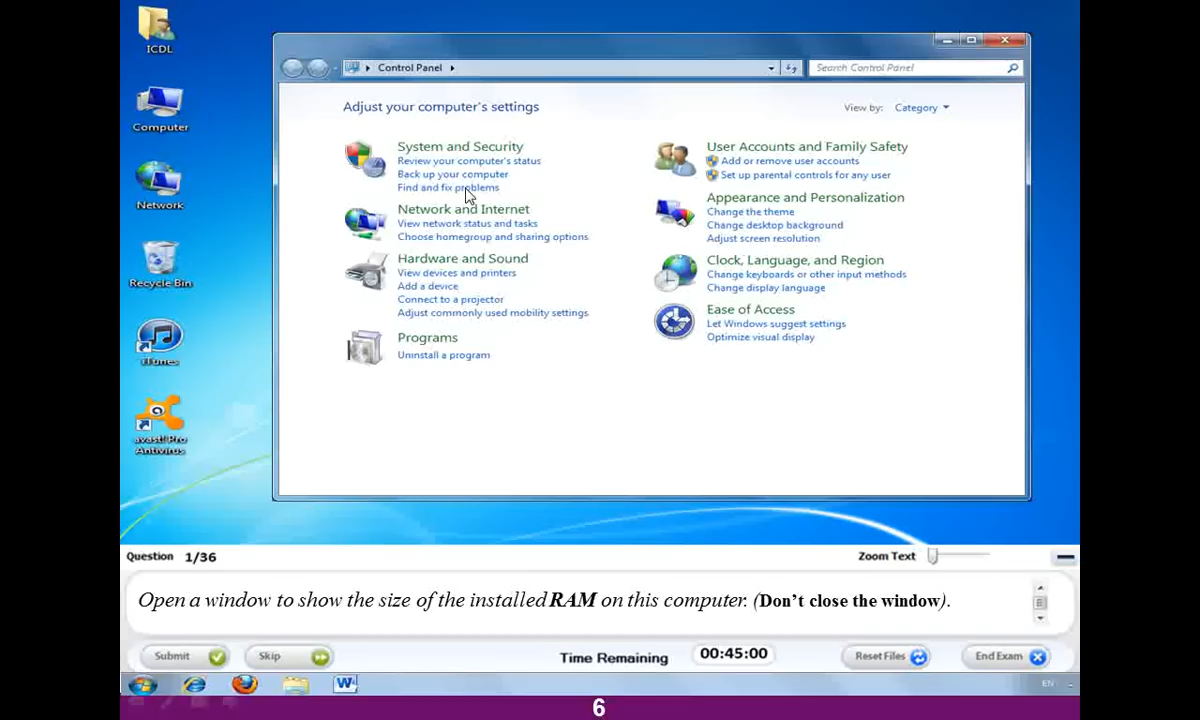 ICDL
Computer
Network
Recycle Bin
iTunes
avast! Pro
Antivirus
Control Panel
Search Control Panel
Adjust your computer's settings
View by: Category
System and Security
Review your computer's status
Back up your computer
Find and fix problems
Network and Internet
View network status and tasks
Choose homegroup and sharing options
Hardware and Sound
View devices and printers
Add a device
Connect to a projector
Adjust commonly used mobility settings
Programs
Uninstall a program
User Accounts and Family Safety
Add or remove user accounts
Set up parental controls for any user
Appearance and Personalization
Change the theme
Change desktop background
Adjust screen resolution
Clock, Language, and Region
Change keyboards or other input methods
Change display language
Ease of Access
Let Windows suggest settings
Optimize visual display
Question 1/36
Zoom Text
Open a window to show the size of the installed RAM on this computer. (Don't close the window).
Submit
Skip
Time Remaining 00:45:00
Reset Files
End Exam
EN
6